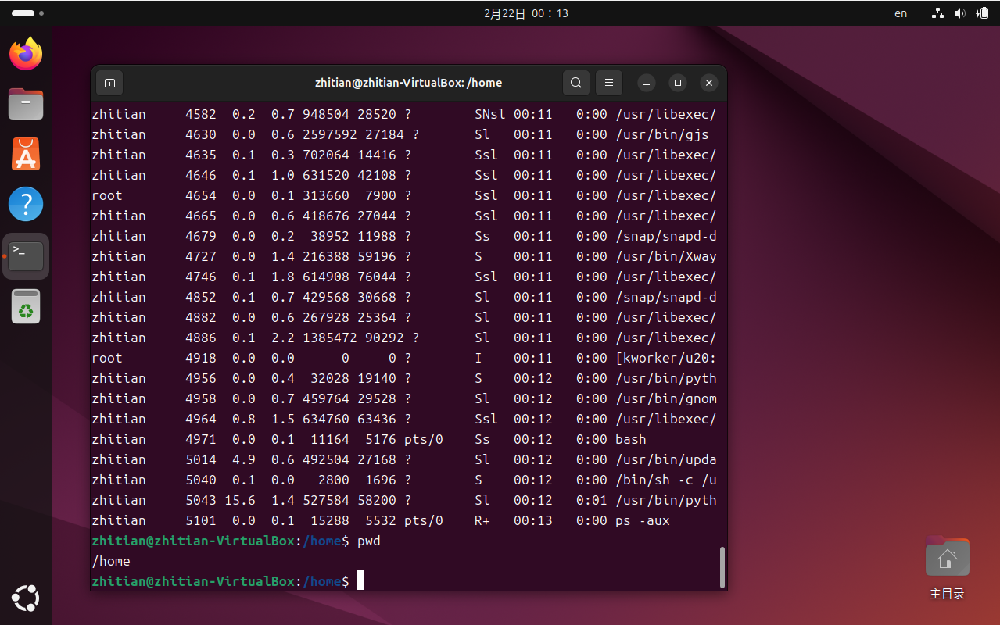 2月22日 00：13
en
zhitian@zhitian-VirtualBox: /home
zhitian 4582 0.2 0.7 948504 28520 ? SNsl 00:11 0:00 /usr/libexec/
zhitian 4630 0.0 0.6 2597592 27184 ? Sl 00:11 0:00 /usr/bin/gjs
zhitian 4635 0.1 0.3 702064 14416 ? Ssl 00:11 0:00 /usr/libexec/
zhitian 4646 0.1 1.0 631520 42108 ? Ssl 00:11 0:00 /usr/libexec/
root 4654 0.0 0.1 313660 7900 ? Ssl 00:11 0:00 /usr/libexec/
zhitian 4665 0.0 0.6 418676 27044 ? Ssl 00:11 0:00 /usr/libexec/
zhitian 4679 0.0 0.2 38952 11988 ? Ss 00:11 0:00 /snap/snapd-d
zhitian 4727 0.0 1.4 216388 59196 ? S 00:11 0:00 /usr/bin/Xway
zhitian 4746 0.1 1.8 614908 76044 ? Ssl 00:11 0:00 /usr/libexec/
zhitian 4852 0.1 0.7 429568 30668 ? Sl 00:11 0:00 /snap/snapd-d
zhitian 4882 0.0 0.6 267928 25364 ? Sl 00:11 0:00 /usr/libexec/
zhitian 4886 0.1 2.2 1385472 90292 ? Sl 00:11 0:00 /usr/libexec/
root 4918 0.0 0.0 0 0 ? I 00:11 0:00 [kworker/u20:
zhitian 4956 0.0 0.4 32028 19140 ? S 00:12 0:00 /usr/bin/pyth
zhitian 4958 0.0 0.7 459764 29528 ? Sl 00:12 0:00 /usr/bin/gnom
zhitian 4964 0.8 1.5 634760 63436 ? Ssl 00:12 0:00 /usr/libexec/
zhitian 4971 0.0 0.1 11164 5176 pts/0 Ss 00:12 0:00 bash
zhitian 5014 4.9 0.6 492504 27168 ? Sl 00:12 0:00 /usr/bin/upda
zhitian 5040 0.1 0.0 2800 1696 ? S 00:12 0:00 /bin/sh -c /u
zhitian 5043 15.6 1.4 527584 58200 ? Sl 00:12 0:01 /usr/bin/pyth
zhitian 5101 0.0 0.1 15288 5532 pts/0 R+ 00:13 0:00 ps -aux
zhitian@zhitian-VirtualBox:/home$ pwd
/home
zhitian@zhitian-VirtualBox:/home$
主目录